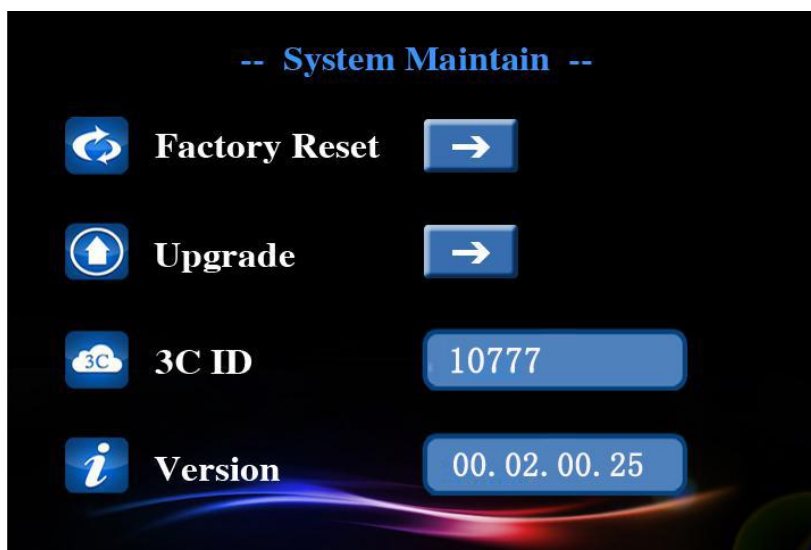 -- System Maintain --
Factory Reset
Upgrade
3C
3C ID
10777
Version
00. 02. 00. 25